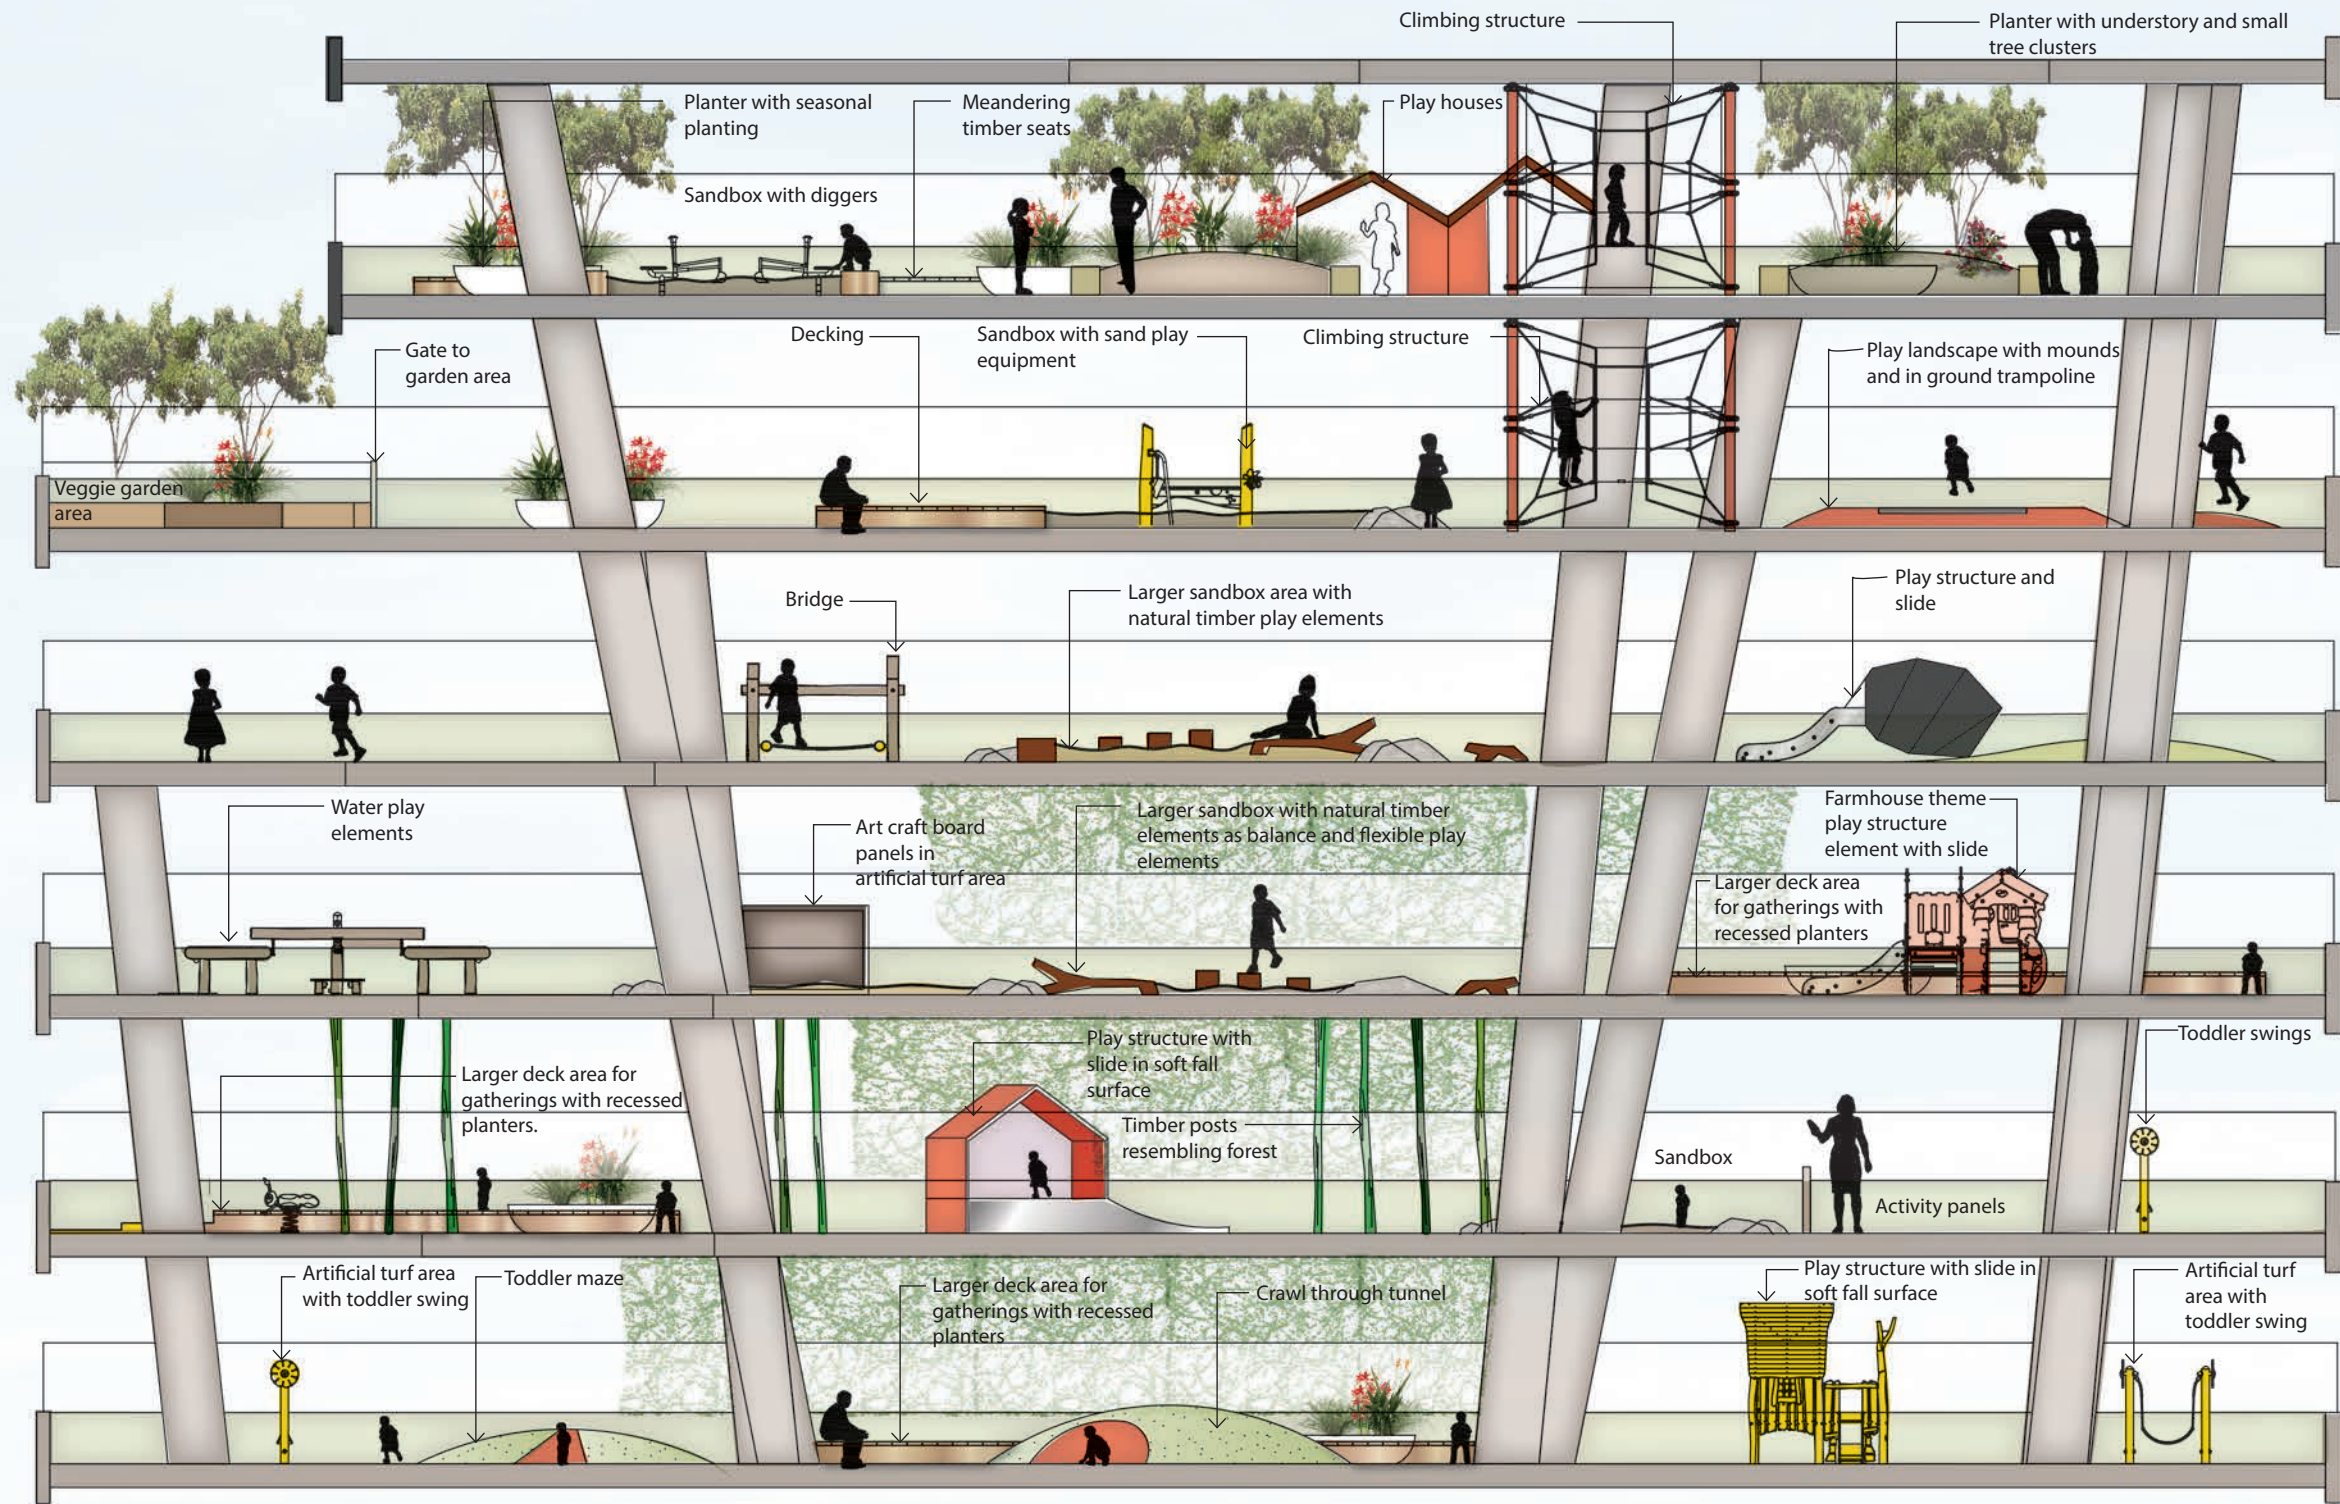 Climbing structure
Planter with understory and small
tree clusters
Planter with seasonal
planting
Meandering
timber seats
Play houses
Sandbox with diggers
Gate to
garden area
Decking
Sandbox with sand play
equipment
Climbing structure
Play landscape with mounds
and in ground trampoline
Veggie garden
area
Bridge
Larger sandbox area with
natural timber play elements
Play structure and
slide
Water play
elements
Art craft board
panels in
artificial turf area
Larger sandbox with natural timber
elements as balance and flexible play
elements
Farmhouse theme
play structure
element with slide
Larger deck area
for gatherings with
recessed planters
Larger deck area for
gatherings with recessed
planters.
Play structure with
slide in soft fall
surface
Timber posts
resembling forest
Sandbox
Activity panels
Toddler swings
Artificial turf area
with toddler swing
Toddler maze
Larger deck area for
gatherings with recessed
planters
Crawl through tunnel
Play structure with slide in
soft fall surface
Artificial turf
area with
toddler swing